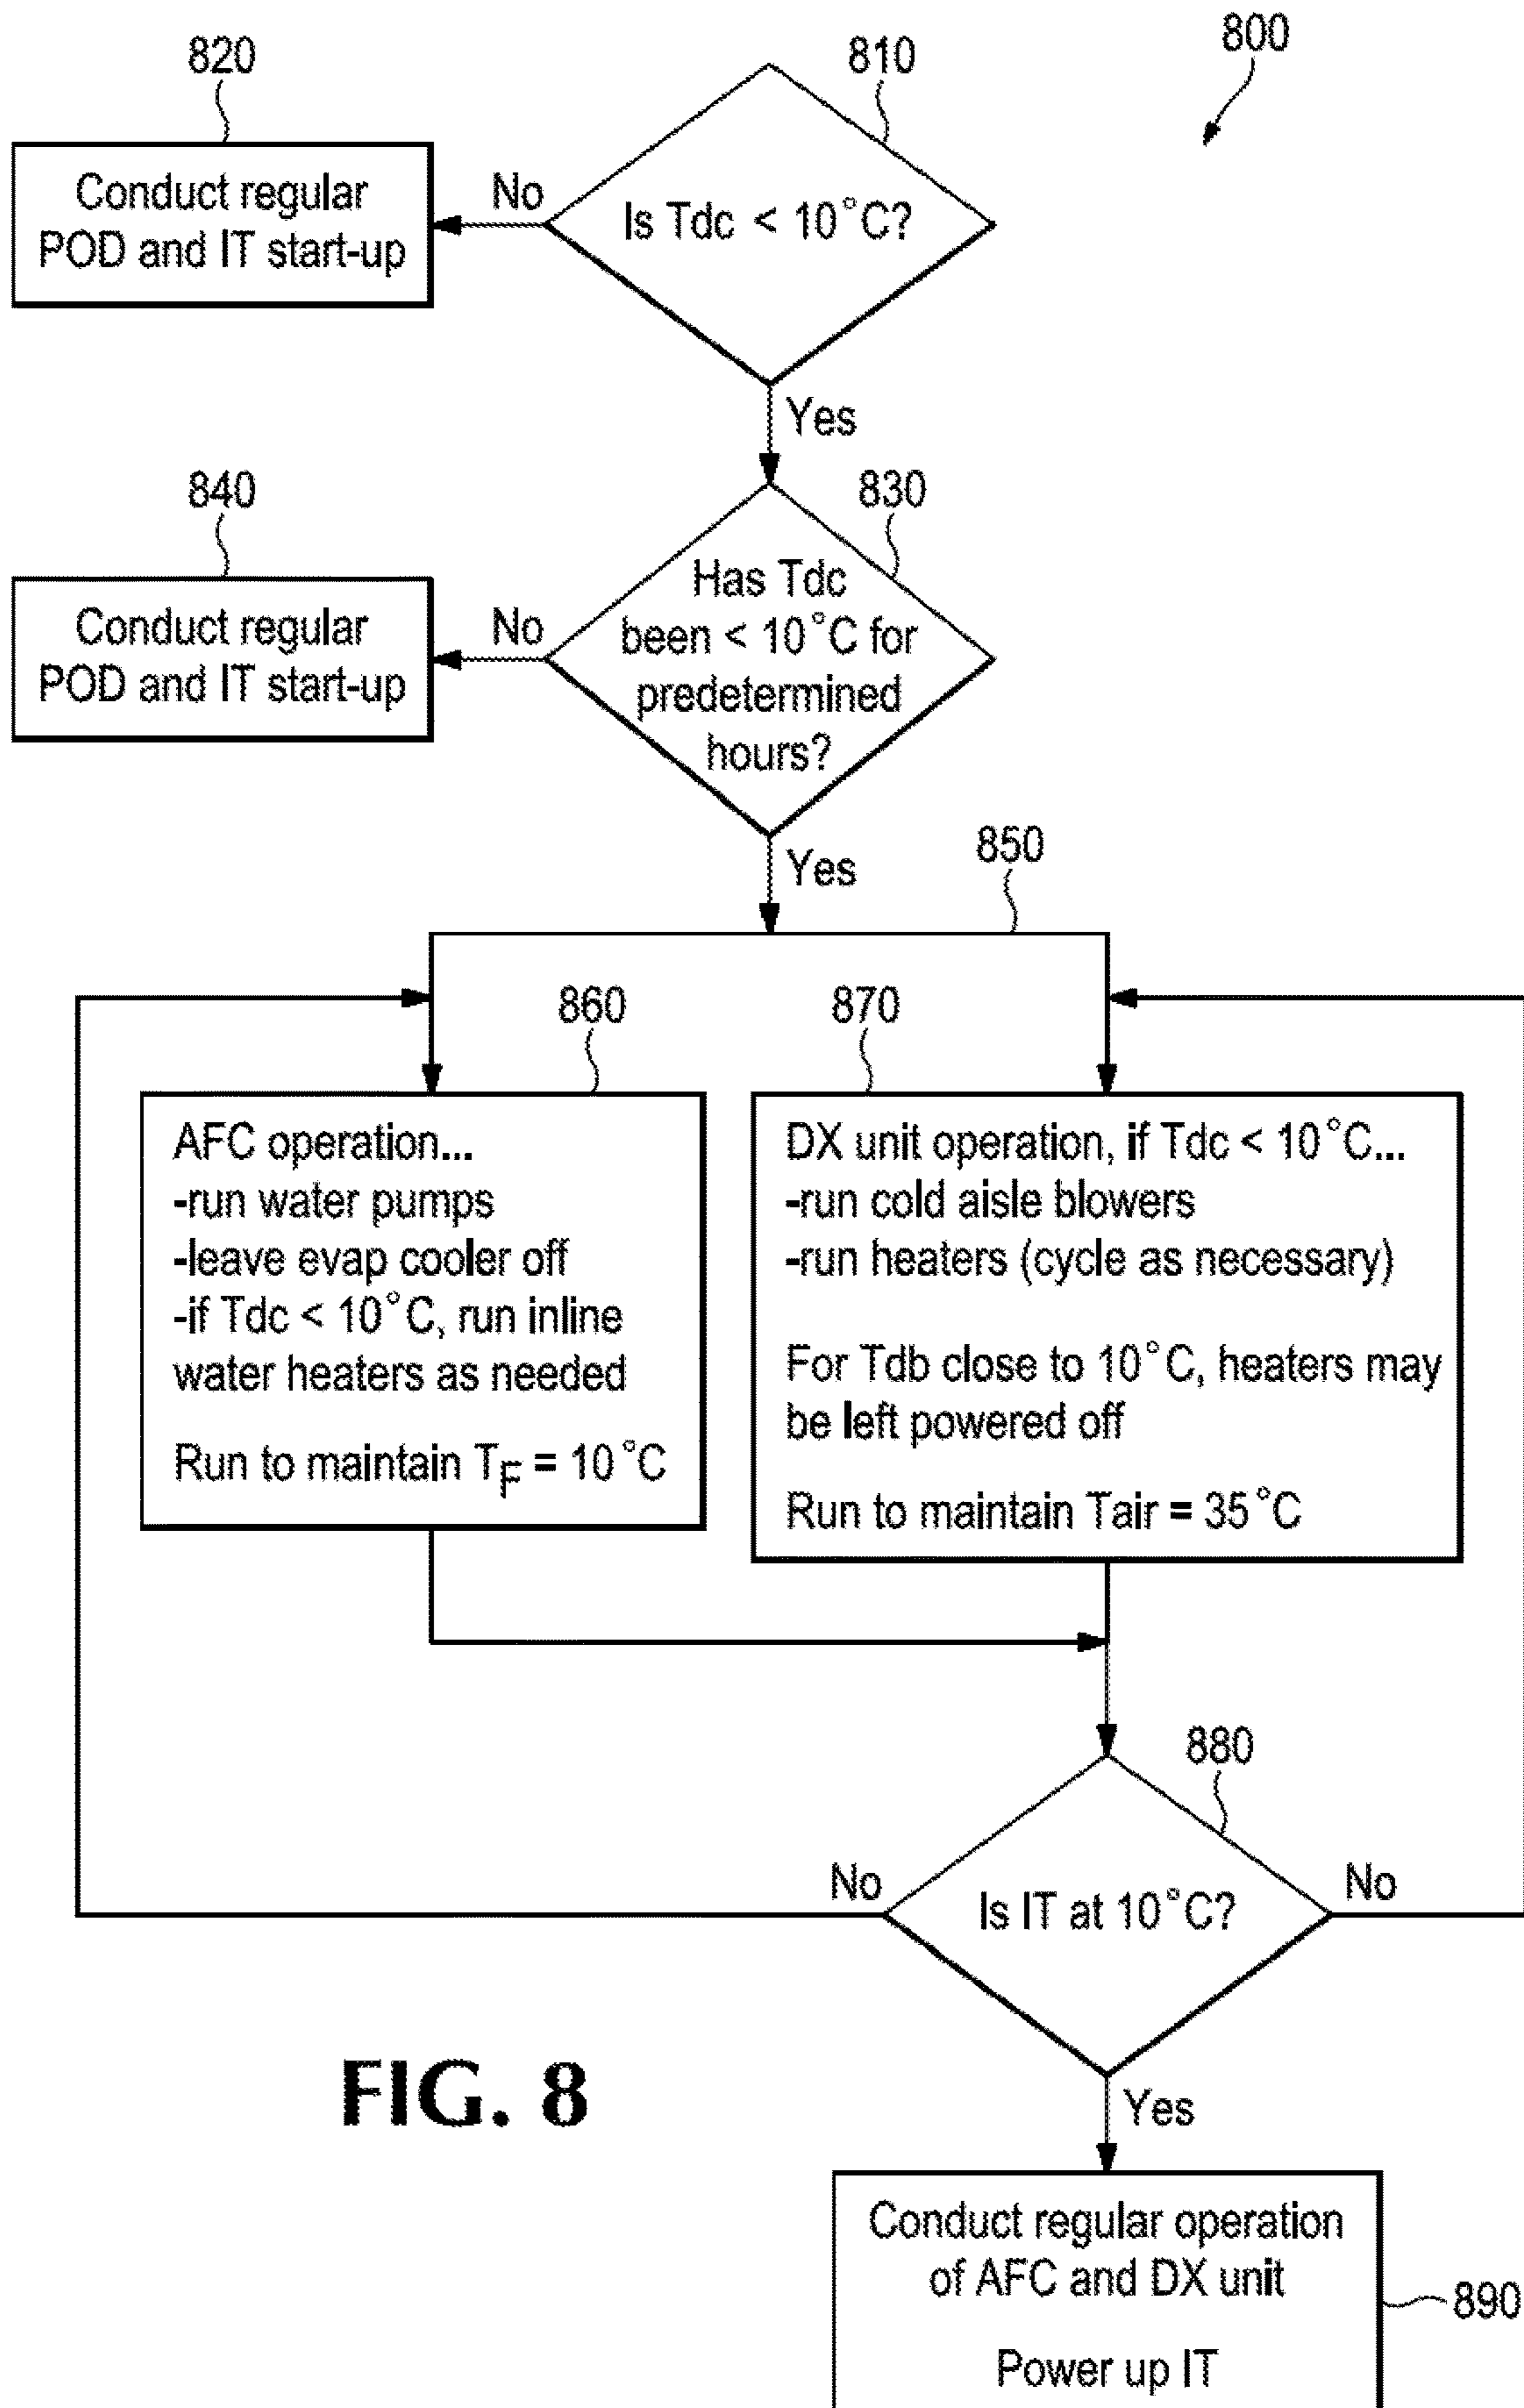 800
810
820
Is Tdc < 10°C?
No
Conduct regular
POD and IT start-up
Yes
830
840
Has Tdc
been < 10°C for
predetermined
hours?
No
Conduct regular
POD and IT start-up
Yes
850
860
AFC operation...
-run water pumps
-leave evap cooler off
-if Tdc < 10°C, run inline
water heaters as needed
Run to maintain T_F = 10°C
870
DX unit operation, if Tdc < 10°C...
-run cold aisle blowers
-run heaters (cycle as necessary)
For Tdb close to 10°C, heaters may
be left powered off
Run to maintain Tair = 35°C
880
No
Is IT at 10°C?
No
Yes
Conduct regular operation
of AFC and DX unit
Power up IT
890
FIG. 8